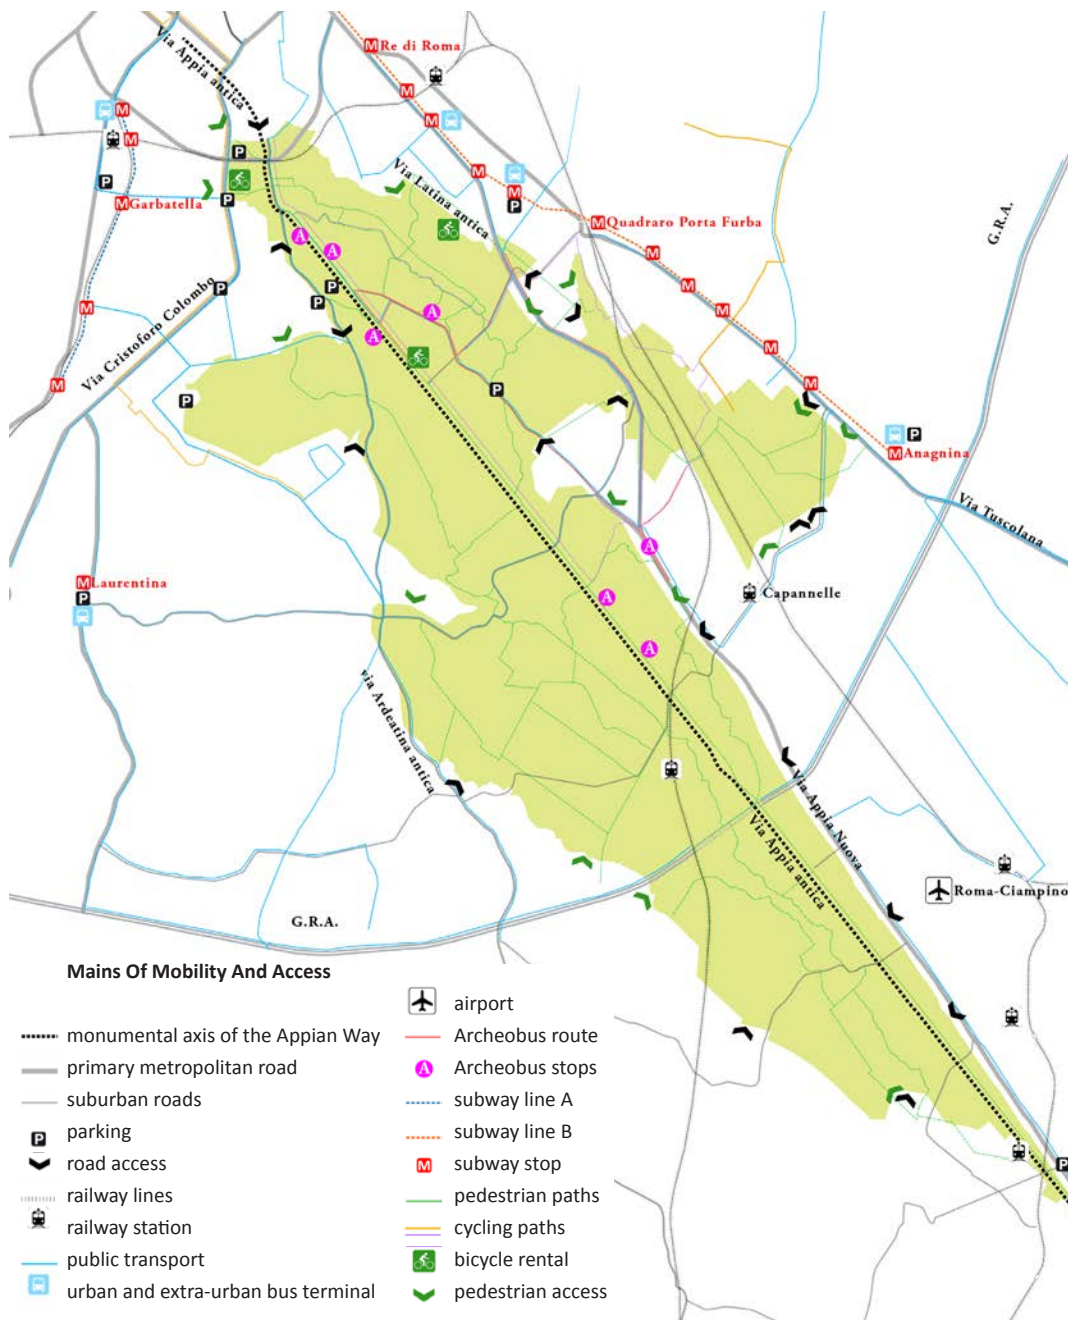 Via Appia antica
M Re di Roma
M
M
M
M
M
P
Via Latina antica
P
P
P
M Garbatella
M Quadraro Porta Furba
G.R.A.
A
A
M
M
P
P
P
A
A
M
M
M
M
M
Via Cristoforo Colombo
M
P
P
P
M Anagnina
Via Tuscolana
A
M Laurentina
P
Capannelle
A
A
via Ardeatina antica
Via Appia Nuova
Via Appia antica
Roma-Ciampino
G.R.A.
P
Mains Of Mobility And Access
monumental axis of the Appian Way
primary metropolitan road
suburban roads
P parking
road access
railway lines
railway station
public transport
urban and extra-urban bus terminal
airport
Archeobus route
A Archeobus stops
subway line A
subway line B
M subway stop
pedestrian paths
cycling paths
bicycle rental
pedestrian access